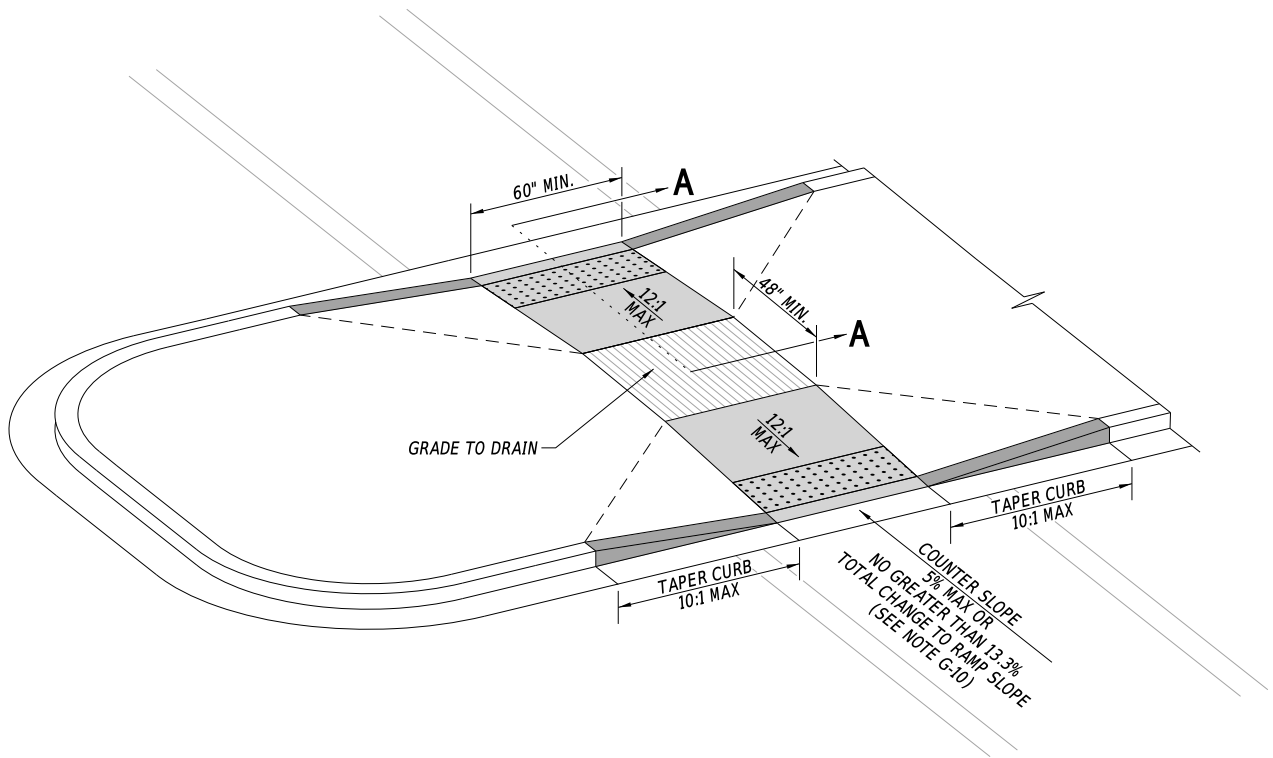 60" MIN.
A
12:1
MAX
48" MIN.
A
GRADE TO DRAIN
12:1
MAX
TAPER CURB
10:1 MAX
TAPER CURB
10:1 MAX
COUNTER SLOPE
5% MAX OR
NO GREATER THAN 13.3%
TOTAL CHANGE TO RAMP SLOPE
(SEE NOTE G-10)